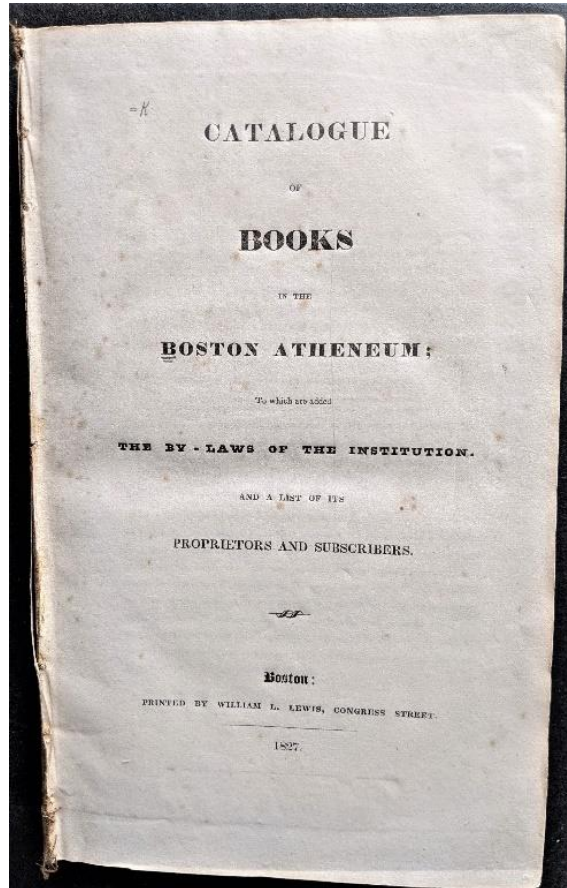 =K
CATALOGUE
OF
BOOKS
IN THE
BOSTON ATHENEUM;
To which are added
THE BY-LAWS OF THE INSTITUTION.
AND A LIST OF ITS
PROPRIETORS AND SUBSCRIBERS.
Boston:
PRINTED BY WILLIAM L. LEWIS, CONGRESS STREET.
1827.